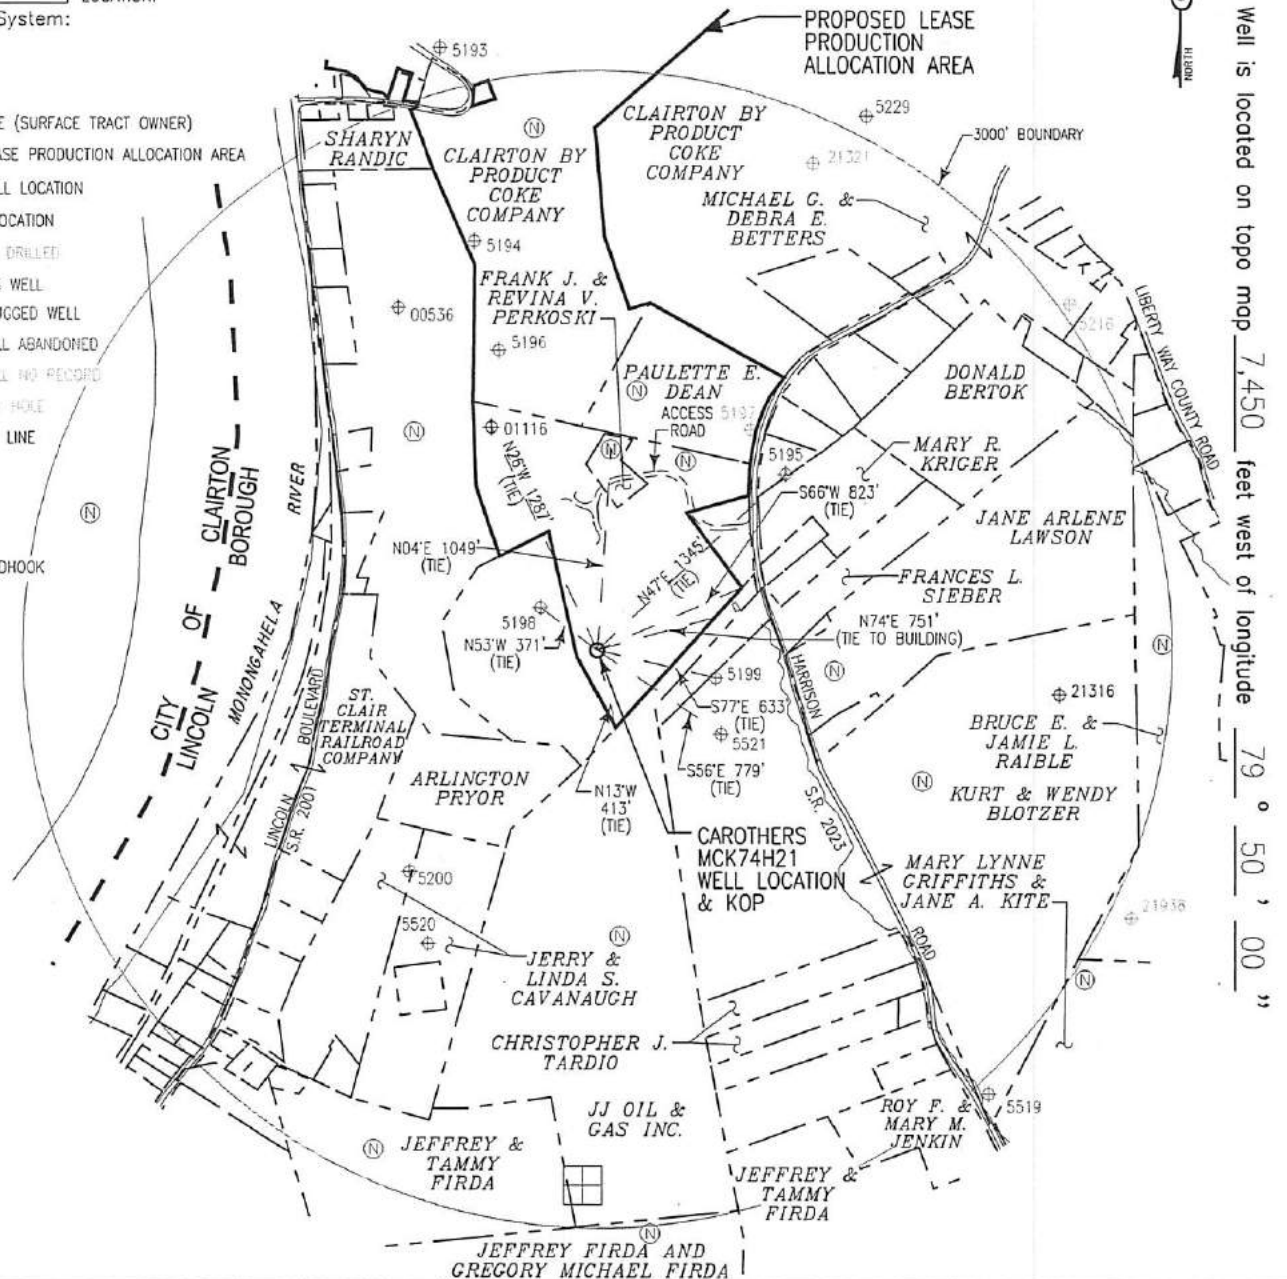 System:
E (SURFACE TRACT OWNER)
ASE PRODUCTION ALLOCATION AREA
LL LOCATION
OCATION
DRILLED
WELL
UGGED WELL
LL ABANDONED
LL NO RECORD
HOLE
LINE
DHOOK
PROPOSED LEASE
PRODUCTION
ALLOCATION AREA
3000' BOUNDARY
NORTH
Well is located on topo map 7,450 feet west of longitude 79 ° 50 ' 00 "
5193
5229
21321
SHARYN
RANDIC
CLAIRTON BY
PRODUCT
COKE
COMPANY
CLAIRTON BY
PRODUCT
COKE
COMPANY
MICHAEL G. &
DEBRA E.
BETTERS
5194
00536
FRANK J. &
REVINA V.
PERKOSKI
5196
5216
LIBERTY WAY COUNTY ROAD
PAULETTE E.
DEAN
ACCESS
ROAD
5197
DONALD
BERTOK
01116
5195
MARY R.
KRIGER
N26°W 1287'
(TIE)
S66°W 823'
(TIE)
JANE ARLENE
LAWSON
N04°E 1049'
(TIE)
N47°E 1345'
(TIE)
FRANCES L.
SIEBER
5198
N53°W 371'
(TIE)
N74°E 751'
(TIE TO BUILDING)
CLAIRTON
BOROUGH
CITY OF
LINCOLN
MONONGAHELA RIVER
LINCOLN BOULEVARD
S.R. 2001
ST.
CLAIR
TERMINAL
RAILROAD
COMPANY
5199
S77°E 633'
(TIE)
5521
S56°E 779'
(TIE)
HARRISON ROAD
S.R. 2023
21316
BRUCE E. &
JAMIE L.
RAIBLE
ARLINGTON
PRYOR
N13°W
413'
(TIE)
KURT & WENDY
BLOTZER
CAROTHERS
MCK74H21
WELL LOCATION
& KOP
MARY LYNNE
GRIFFITHS &
JANE A. KITE
5200
5520
21938
JERRY &
LINDA S.
CAVANAUGH
CHRISTOPHER J.
TARDIO
JJ OIL &
GAS INC.
ROY F. &
MARY M.
JENKIN
5519
JEFFREY &
TAMMY
FIRDA
JEFFREY &
TAMMY
FIRDA
JEFFREY FIRDA AND
GREGORY MICHAEL FIRDA
N
N
N
N
N
N
N
N
N
N
N
N
N